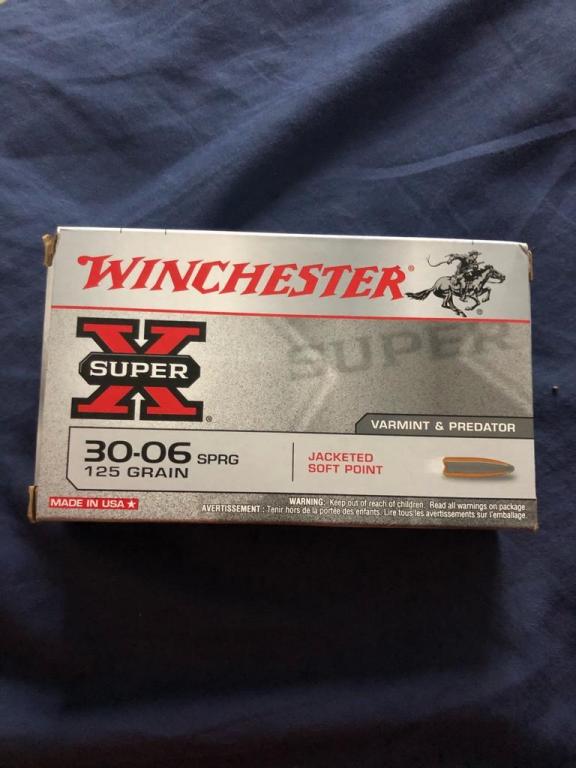 WINCHESTER®
SUPER
X
SUPER
®
VARMINT & PREDATOR
30-06 SPRG
125 GRAIN
JACKETED
SOFT POINT
MADE IN USA ★
WARNING: Keep out of reach of children. Read all warnings on package.
AVERTISSEMENT: Tenir hors de la portée des enfants. Lire tous les avertissements sur l'emballage.